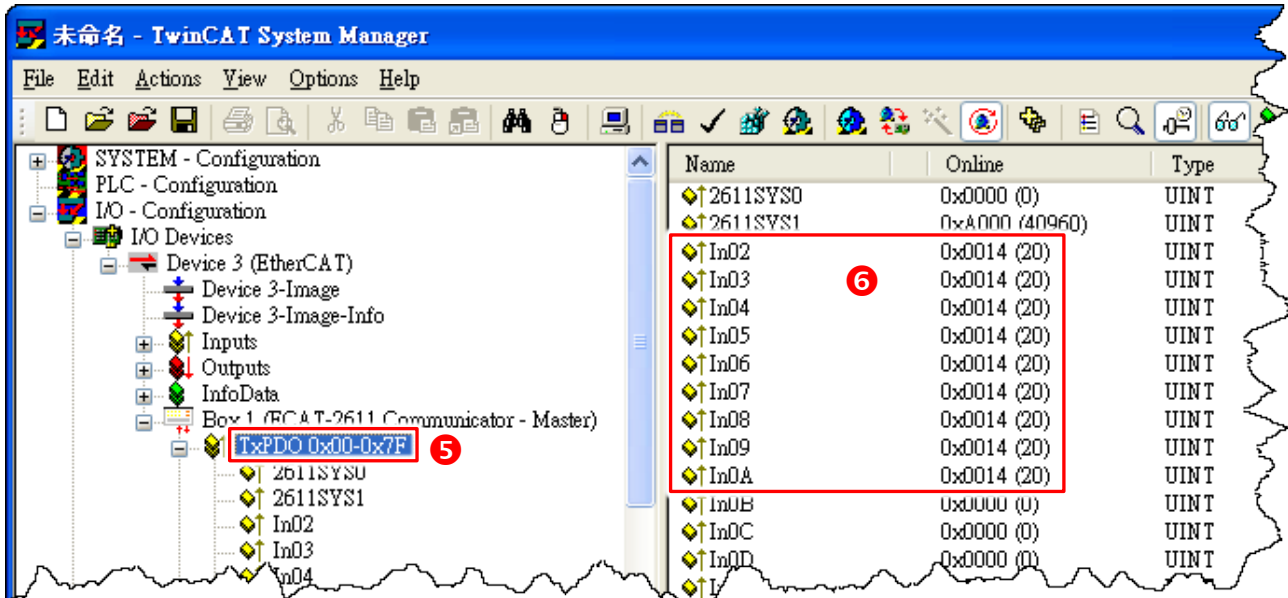 未命名 - TwinCAT System Manager
File Edit Actions View Options Help
SYSTEM - Configuration
PLC - Configuration
I/O - Configuration
I/O Devices
Device 3 (EtherCAT)
Device 3-Image
Device 3-Image-Info
Inputs
Outputs
InfoData
Box 1 (ECAT-2611 Communicator - Master)
TxPDO 0x00-0x7F 5
2611SYS0
2611SYS1
In02
In03
In04
Name Online Type
2611SYS0 0x0000 (0) UINT
2611SYS1 0xA000 (40960) UINT
In02 0x0014 (20) UINT
In03 6 0x0014 (20) UINT
In04 0x0014 (20) UINT
In05 0x0014 (20) UINT
In06 0x0014 (20) UINT
In07 0x0014 (20) UINT
In08 0x0014 (20) UINT
In09 0x0014 (20) UINT
In0A 0x0014 (20) UINT
In0B 0x0000 (0) UINT
In0C 0x0000 (0) UINT
In0D 0x0000 (0) UINT